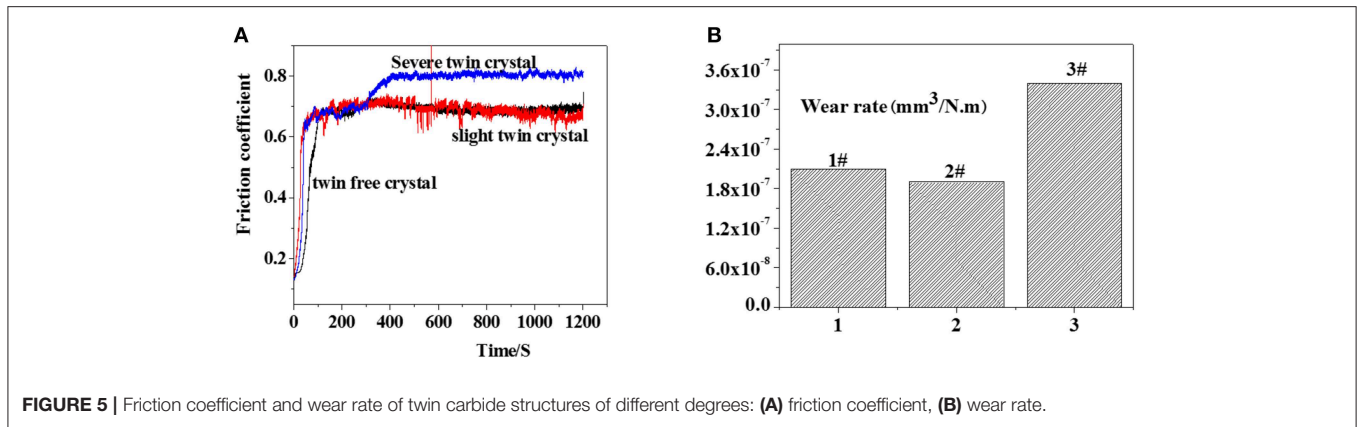 A
Friction coefficient
0.8
0.6
0.4
0.2
Severe twin crystal
slight twin crystal
twin free crystal
0 200 400 600 800 1000 1200
Time/S
B
3.6x10-7
3.0x10-7
2.4x10-7
1.8x10-7
1.2x10-7
6.0x10-8
0.0
Wear rate (mm3/N.m)
1#
2#
3#
1 2 3
FIGURE 5 | Friction coefficient and wear rate of twin carbide structures of different degrees: (A) friction coefficient, (B) wear rate.